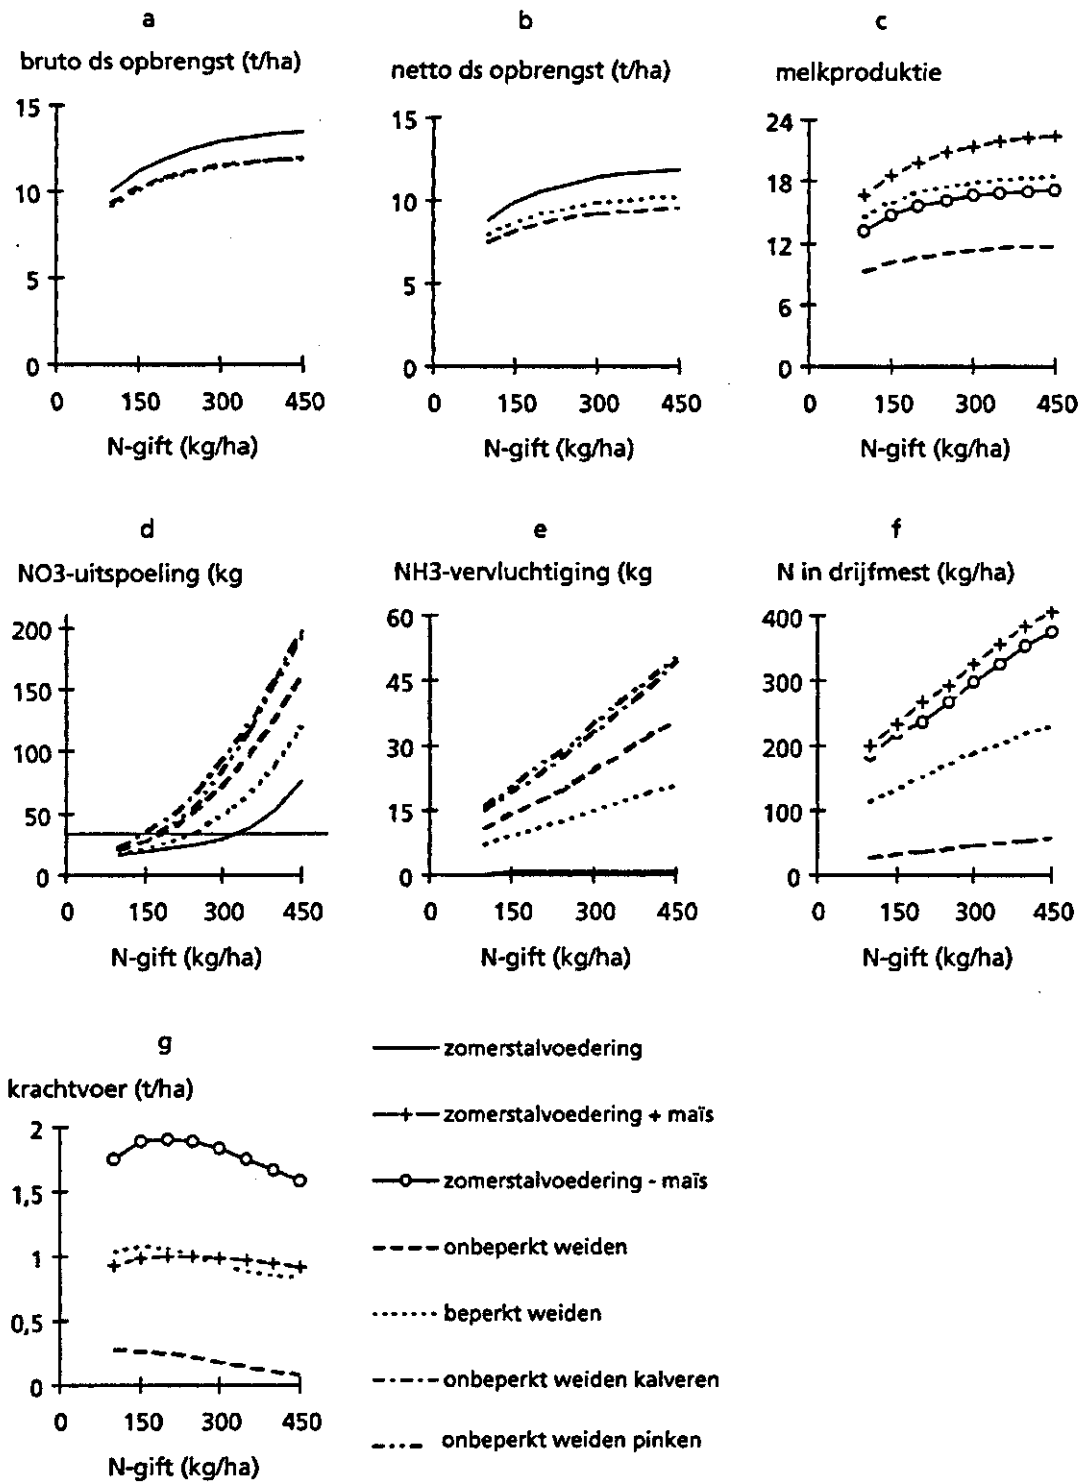 a
bruto ds opbrengst (t/ha)
15
10
5
0
0 150 300 450
N-gift (kg/ha)
b
netto ds opbrengst (t/ha)
15
10
5
0
0 150 300 450
N-gift (kg/ha)
c
melkproduktie
24
18
12
6
0
0 150 300 450
N-gift (kg/ha)
d
NO3-uitspoeling (kg
200
150
100
50
0
0 150 300 450
N-gift (kg/ha)
e
NH3-vervluchtiging (kg
60
45
30
15
0
0 150 300 450
N-gift (kg/ha)
f
N in drijfmest (kg/ha)
400
300
200
100
0
0 150 300 450
N-gift (kg/ha)
g
krachtvoer (t/ha)
2
1,5
1
0,5
0
0 150 300 450
N-gift (kg/ha)
zomerstalvoedering
zomerstalvoedering + maïs
zomerstalvoedering - maïs
onbeperkt weiden
beperkt weiden
onbeperkt weiden kalveren
onbeperkt weiden pinken